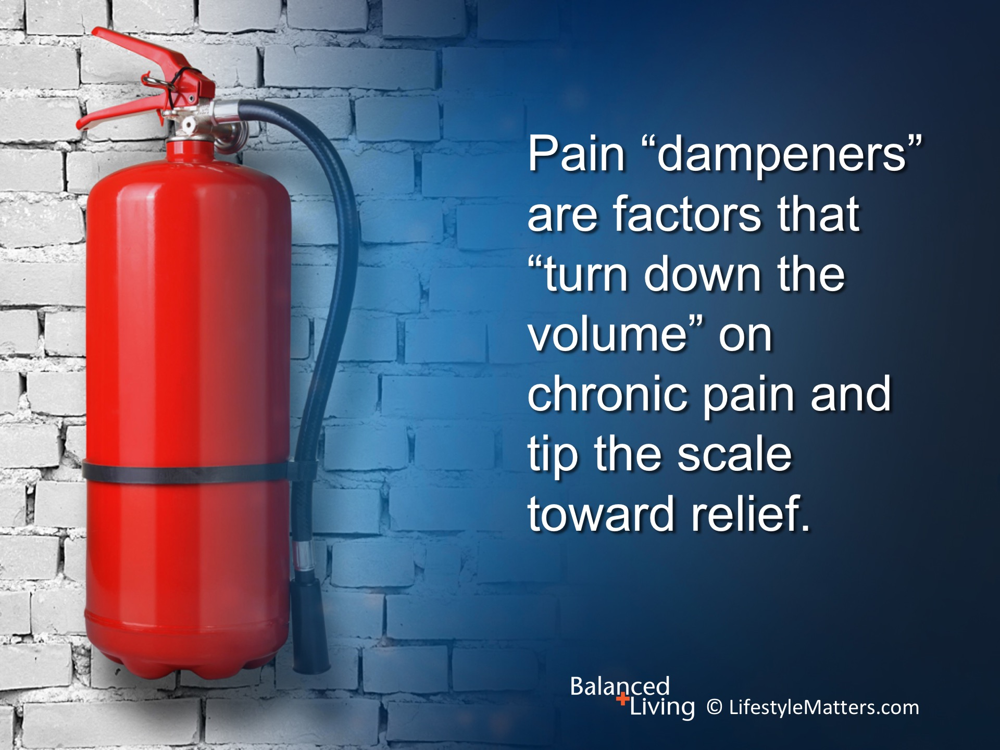 Pain “dampeners”
are factors that
“turn down the
volume” on
chronic pain and
tip the scale
toward relief.
Balanced
Living © LifestyleMatters.com